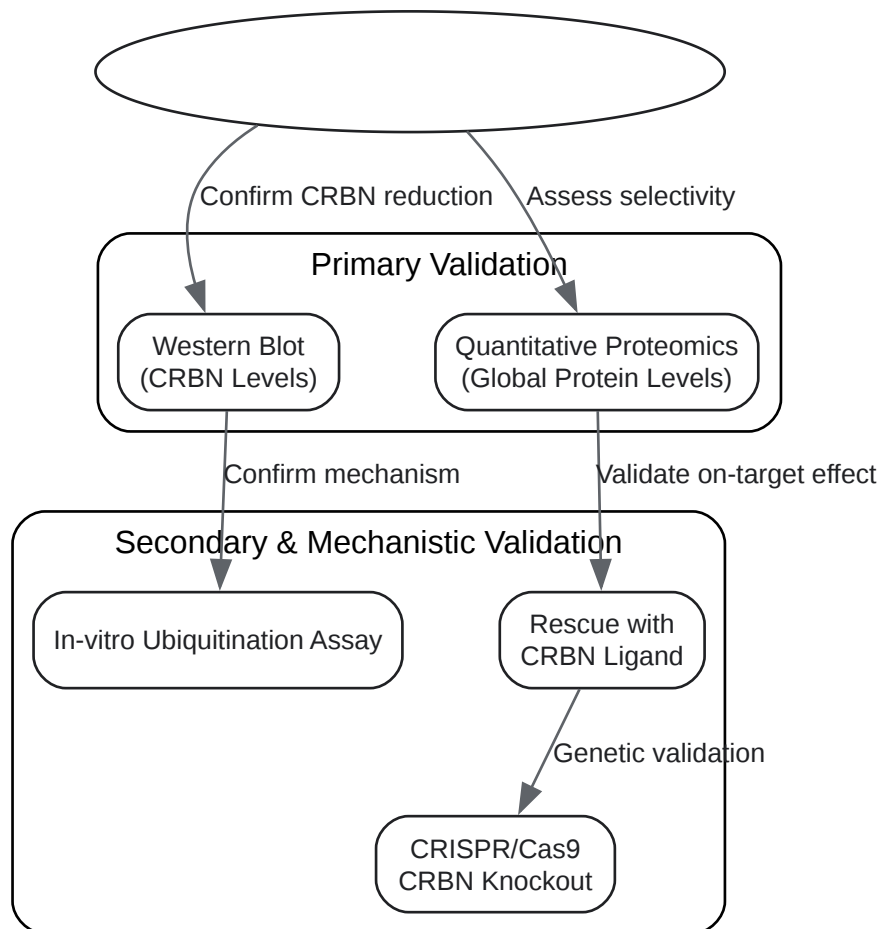 Confirm CRBN reduction
Assess selectivity
Primary Validation
Western Blot
(CRBN Levels)
Quantitative Proteomics
(Global Protein Levels)
Confirm mechanism
Validate on-target effect
Secondary & Mechanistic Validation
In-vitro Ubiquitination Assay
Rescue with
CRBN Ligand
Genetic validation
CRISPR/Cas9
CRBN Knockout